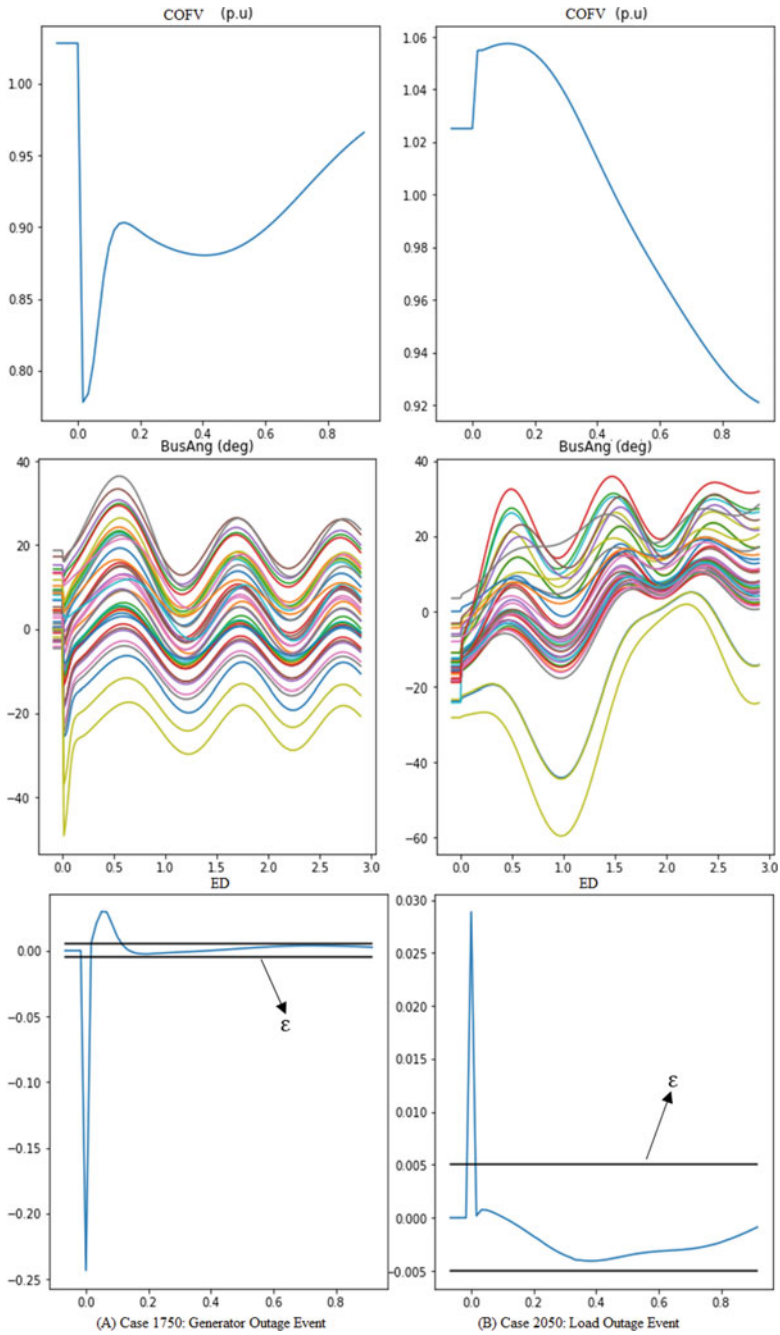 COFV (p.u)
COFV (p.u)
1.00
0.95
0.90
0.85
0.80
0.0 0.2 0.4 0.6 0.8
1.06
1.04
1.02
1.00
0.98
0.96
0.94
0.92
0.0 0.2 0.4 0.6 0.8
BusAng (deg)
BusAng (deg)
40
20
0
−20
−40
0.0 0.5 1.0 1.5 2.0 2.5 3.0
40
20
0
−20
−40
−60
0.0 0.5 1.0 1.5 2.0 2.5 3.0
ED
ED
0.00
−0.05
−0.10
−0.15
−0.20
−0.25
ε
0.0 0.2 0.4 0.6 0.8
0.030
0.025
0.020
0.015
0.010
0.005
0.000
−0.005
ε
0.0 0.2 0.4 0.6 0.8
(A) Case 1750: Generator Outage Event
(B) Case 2050: Load Outage Event